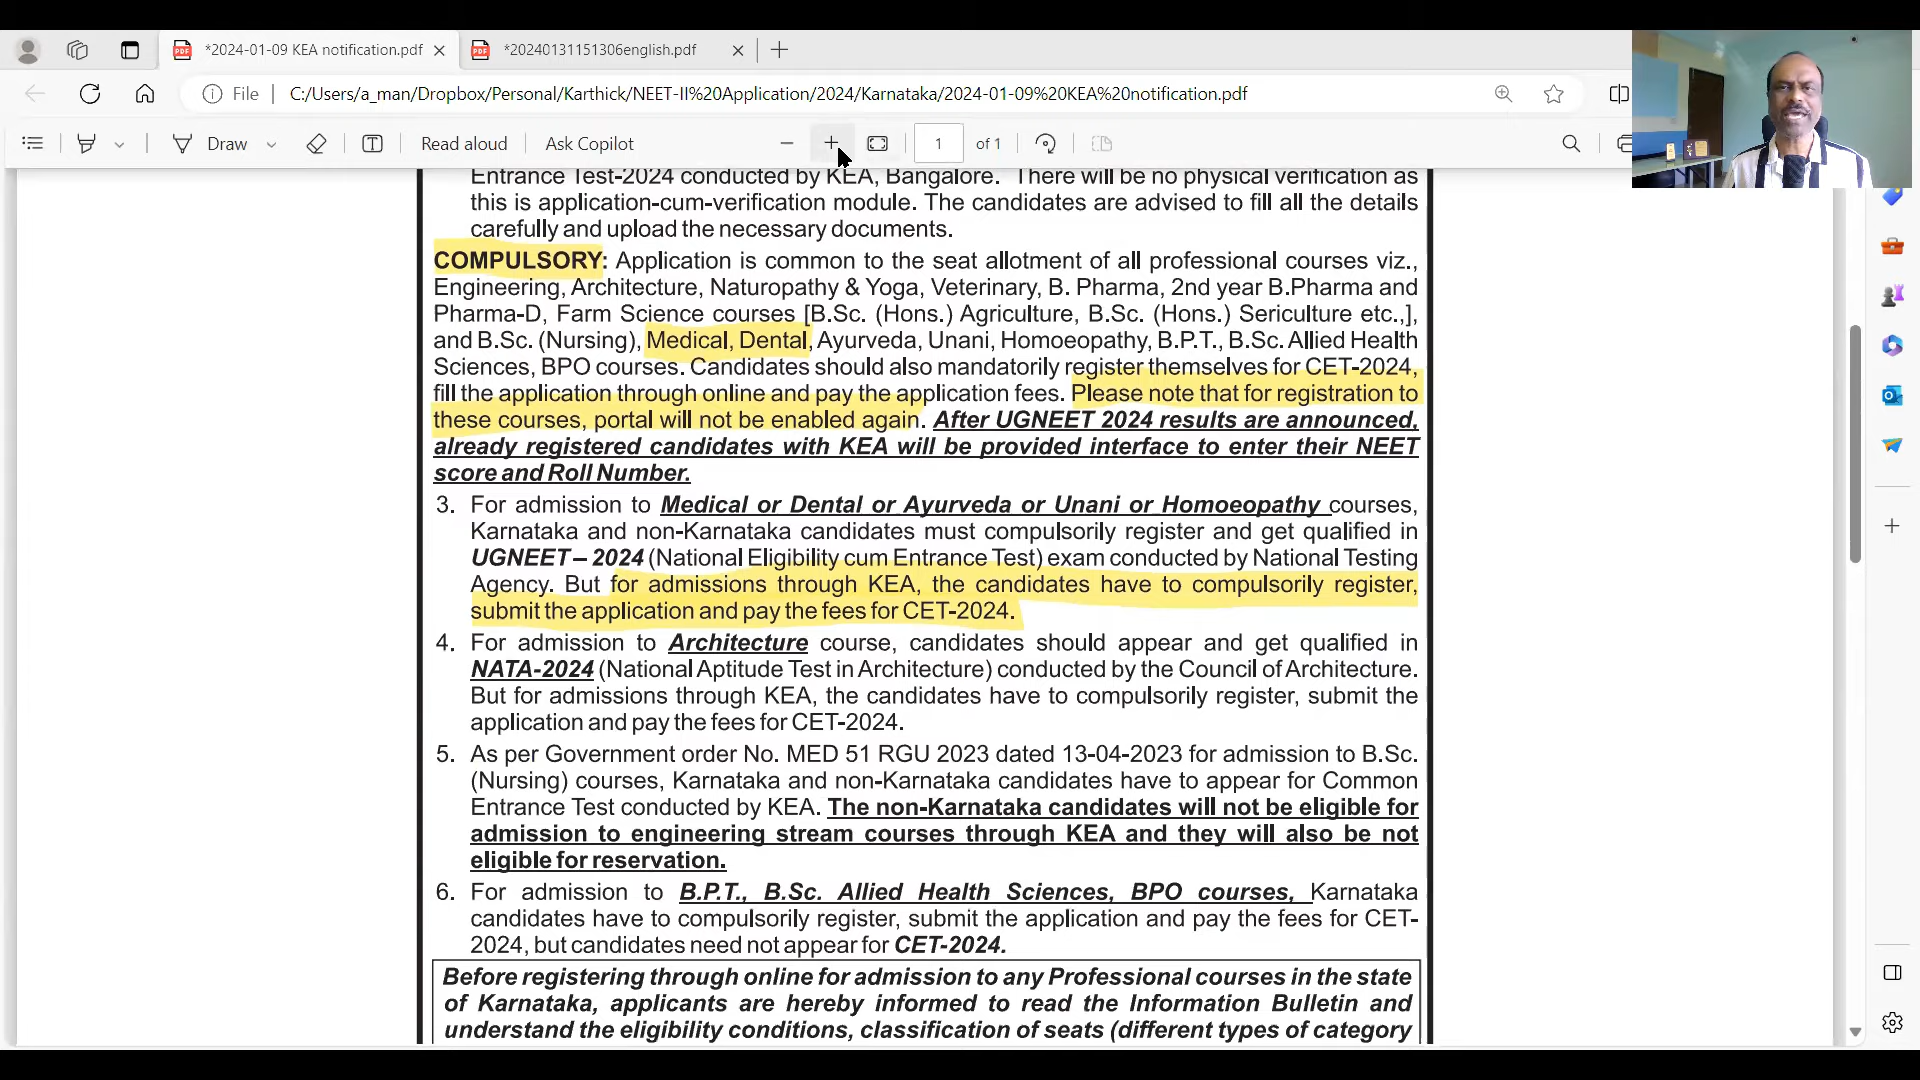 *2024-01-09 KEA notification.pdf
*20240131151306english.pdf
File
C:/Users/a_man/Dropbox/Personal/Karthick/NEET-II%20Application/2024/Karnataka/2024-01-09%20KEA%20notification.pdf
Draw
Read aloud
Ask Copilot
1
of 1
Entrance Test-2024 conducted by KEA, Bangalore. There will be no physical verification as
this is application-cum-verification module. The candidates are advised to fill all the details
carefully and upload the necessary documents.
COMPULSORY: Application is common to the seat allotment of all professional courses viz.,
Engineering, Architecture, Naturopathy & Yoga, Veterinary, B. Pharma, 2nd year B.Pharma and
Pharma-D, Farm Science courses [B.Sc. (Hons.) Agriculture, B.Sc. (Hons.) Sericulture etc.,],
and B.Sc. (Nursing), Medical, Dental, Ayurveda, Unani, Homoeopathy, B.P.T., B.Sc. Allied Health
Sciences, BPO courses. Candidates should also mandatorily register themselves for CET-2024,
fill the application through online and pay the application fees. Please note that for registration to
these courses, portal will not be enabled again. After UGNEET 2024 results are announced,
already registered candidates with KEA will be provided interface to enter their NEET
score and Roll Number.
3. For admission to Medical or Dental or Ayurveda or Unani or Homoeopathy courses,
Karnataka and non-Karnataka candidates must compulsorily register and get qualified in
UGNEET – 2024 (National Eligibility cum Entrance Test) exam conducted by National Testing
Agency. But for admissions through KEA, the candidates have to compulsorily register,
submit the application and pay the fees for CET-2024.
4. For admission to Architecture course, candidates should appear and get qualified in
NATA-2024 (National Aptitude Test in Architecture) conducted by the Council of Architecture.
But for admissions through KEA, the candidates have to compulsorily register, submit the
application and pay the fees for CET-2024.
5. As per Government order No. MED 51 RGU 2023 dated 13-04-2023 for admission to B.Sc.
(Nursing) courses, Karnataka and non-Karnataka candidates have to appear for Common
Entrance Test conducted by KEA. The non-Karnataka candidates will not be eligible for
admission to engineering stream courses through KEA and they will also be not
eligible for reservation.
6. For admission to B.P.T., B.Sc. Allied Health Sciences, BPO courses, Karnataka
candidates have to compulsorily register, submit the application and pay the fees for CET-
2024, but candidates need not appear for CET-2024.
Before registering through online for admission to any Professional courses in the state
of Karnataka, applicants are hereby informed to read the Information Bulletin and
understand the eligibility conditions, classification of seats (different types of category